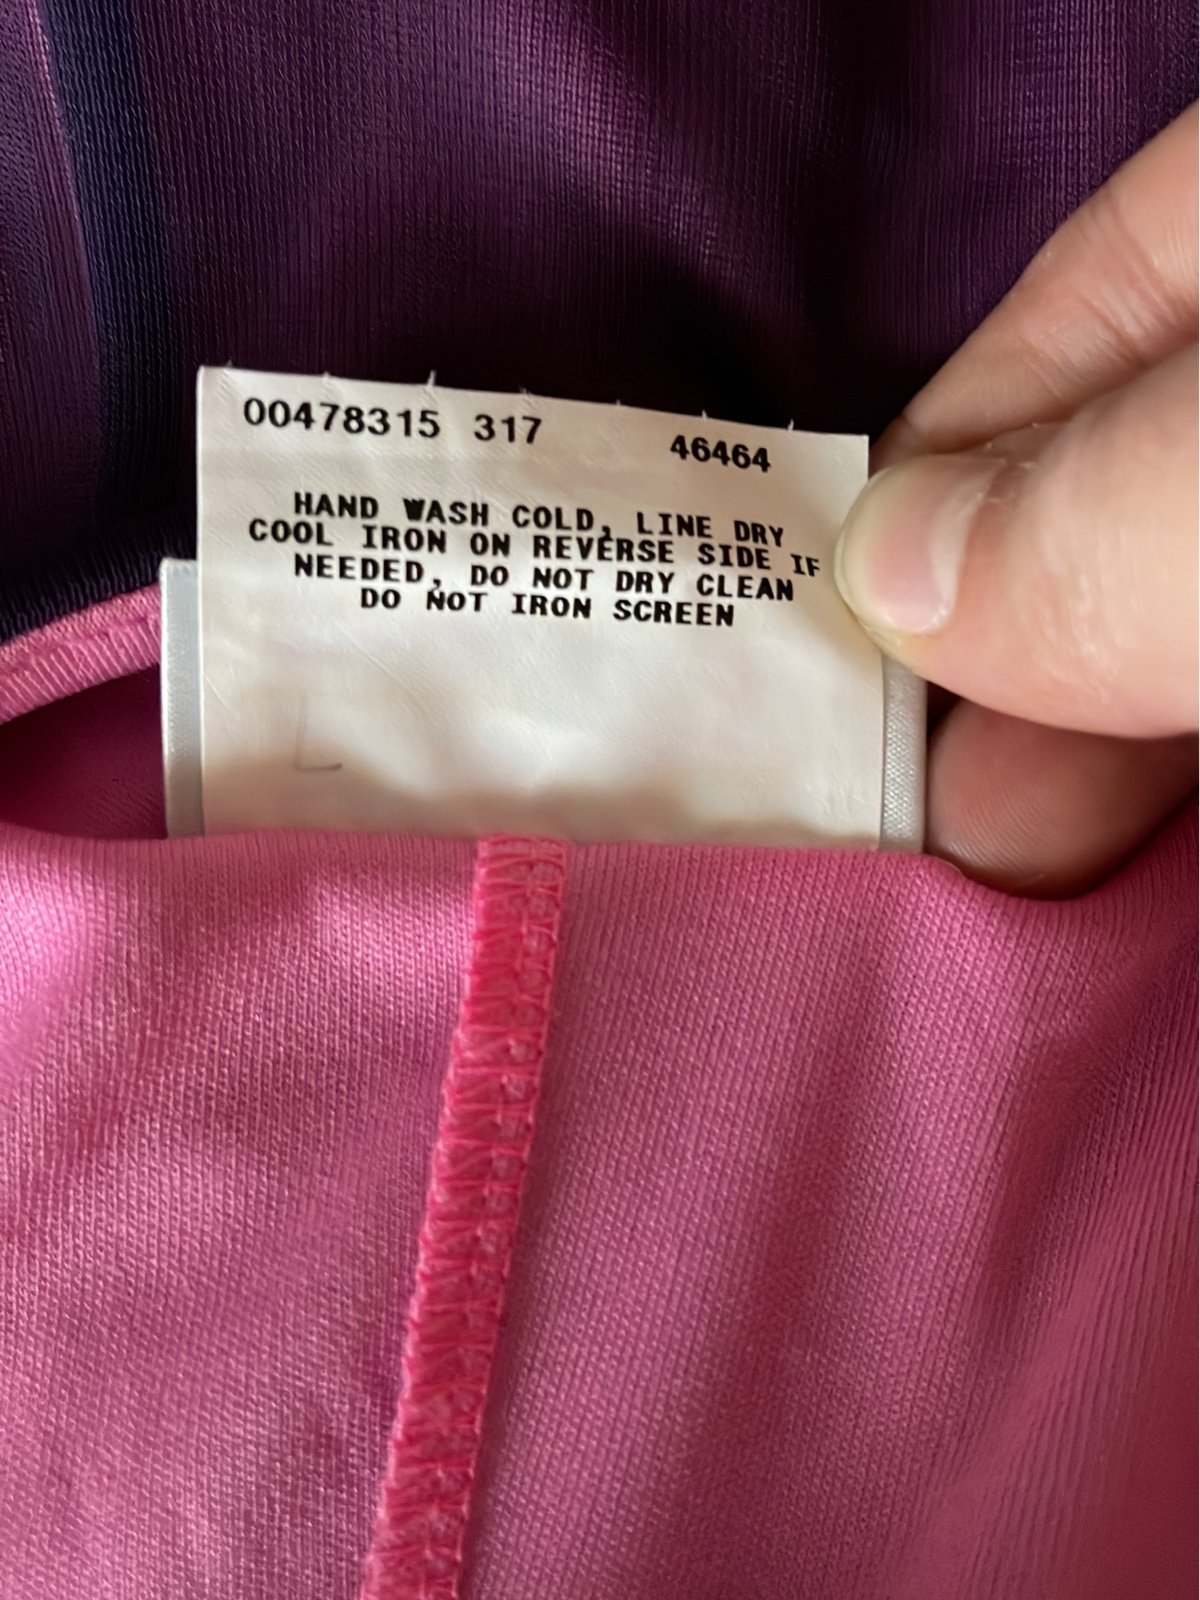 00478315 317 46464
HAND WASH COLD, LINE DRY
COOL IRON ON REVERSE SIDE IF
NEEDED, DO NOT DRY CLEAN
DO NOT IRON SCREEN
L